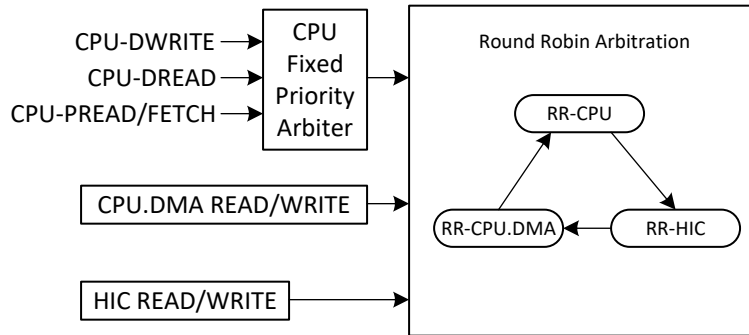 CPU-DWRITE
CPU-DREAD
CPU-PREAD/FETCH
CPU
Fixed
Priority
Arbiter
CPU.DMA READ/WRITE
HIC READ/WRITE
Round Robin Arbitration
RR-CPU
RR-CPU.DMA
RR-HIC